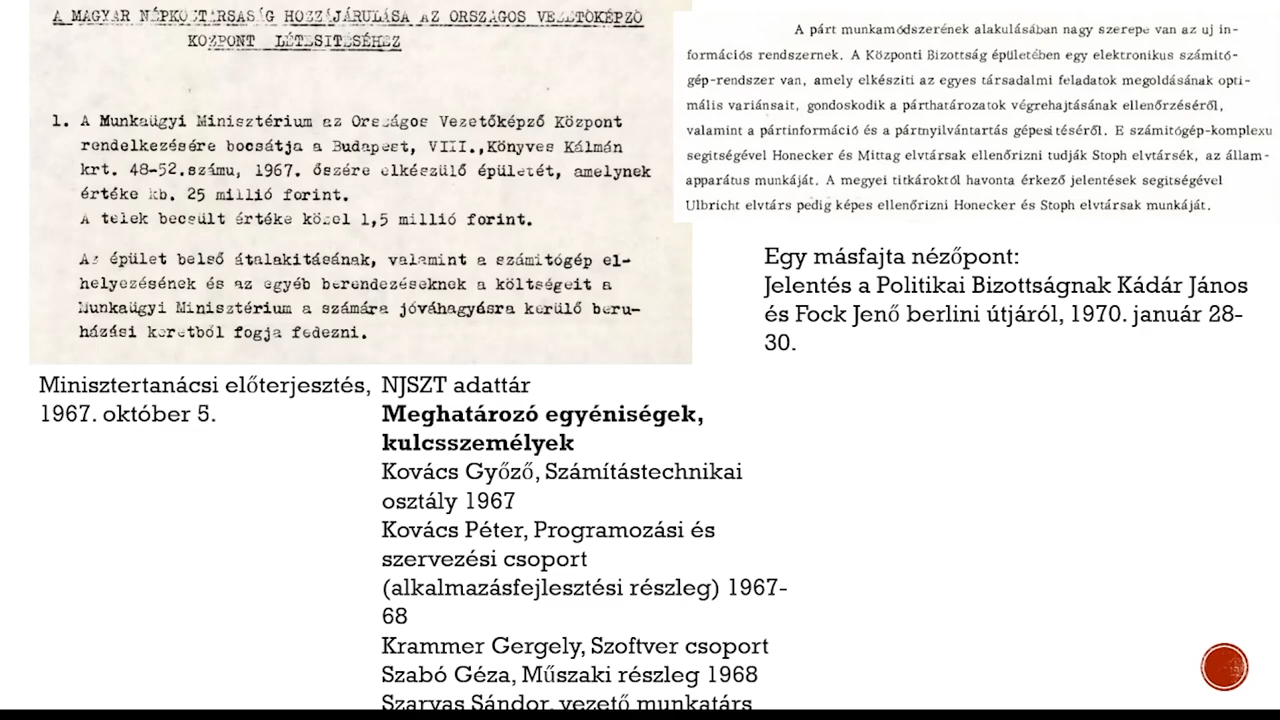 A MAGYAR NÉPKÖZTÁRSASÁG HOZZÁJÁRULÁSA AZ ORSZÁGOS VEZETŐKÉPZŐ
KÖZPONT LÉTESITÉSÉHEZ
1. A Munkaügyi Minisztérium az Országos Vezetőképző Központ
rendelkezésére bocsátja a Budapest, VIII.,Könyves Kálmán
krt. 48-52.számu, 1967. őszére elkészülő épületét, amelynek
értéke kb. 25 millió forint.
A telek becsült értéke közel 1,5 millió forint.
Az épület belső átalakitásának, valamint a számitógép el-
helyezésének és az egyéb berendezéseknek a költségeit a
Munkaügyi Minisztérium a számára jóváhagyásra kerülő beru-
házási keretből fogja fedezni.
A párt munkamódszerének alakulásában nagy szerepe van az uj in-
formációs rendszernek. A Központi Bizottság épületében egy elektronikus számitó-
gép-rendszer van, amely elkésziti az egyes társadalmi feladatok megoldásának opti-
mális variánsait, gondoskodik a párthatározatok végrehajtásának ellenőrzéséről,
valamint a pártinformáció és a pártnyilvántartás gépesitéséről. E számitógép-komplexu
segitségével Honecker és Mittag elvtársak ellenőrizni tudják Stoph elvtársék, az állam-
apparátus munkáját. A megyei titkároktól havonta érkező jelentések segitségével
Ulbricht elvtárs pedig képes ellenőrizni Honecker és Stoph elvtársak munkáját.
Egy másfajta nézőpont:
Jelentés a Politikai Bizottságnak Kádár János
és Fock Jenő berlini útjáról, 1970. január 28-
30.
Minisztertanácsi előterjesztés,
1967. október 5.
NJSZT adattár
Meghatározó egyéniségek,
kulcsszemélyek
Kovács Győző, Számítástechnikai
osztály 1967
Kovács Péter, Programozási és
szervezési csoport
(alkalmazásfejlesztési részleg) 1967-
68
Krammer Gergely, Szoftver csoport
Szabó Géza, Műszaki részleg 1968
Szarvas Sándor, vezető munkatárs